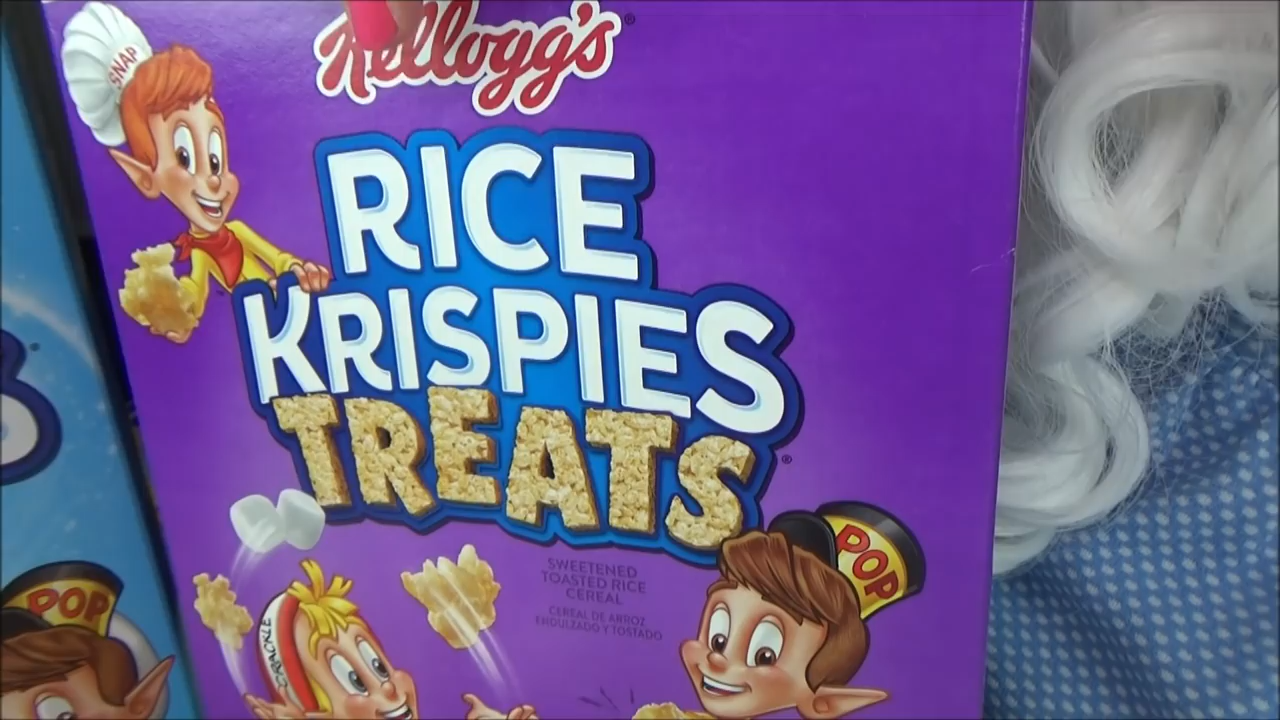 Kellogg's®
SNAP
RICE
KRISPIES
TREATS®
SWEETENED
TOASTED RICE
CEREAL
CEREAL DE ARROZ
ENDULZADO Y TOSTADO
POP
CRACKLE
POP